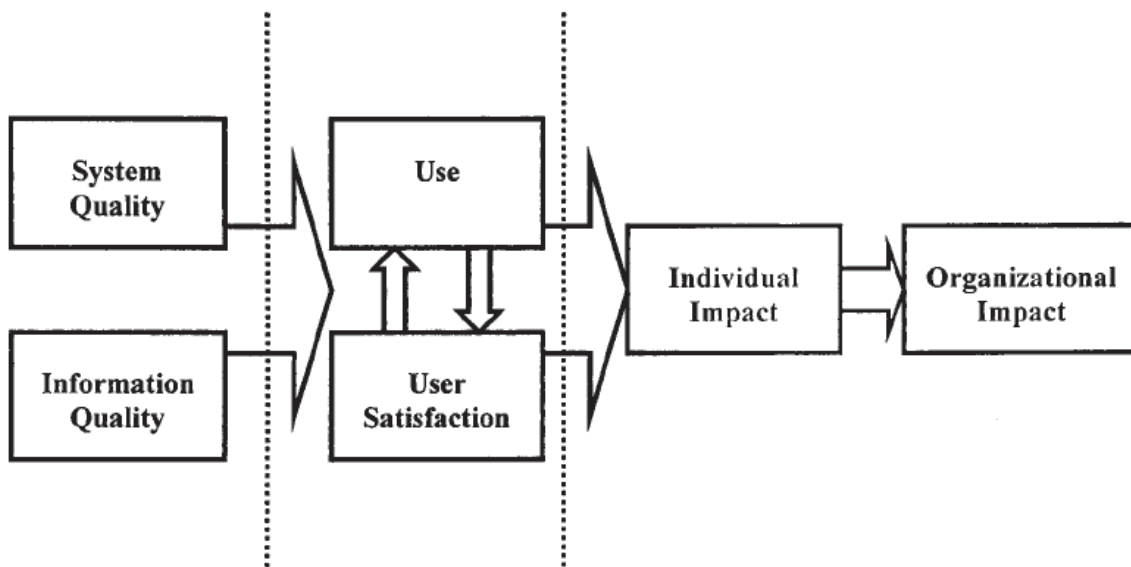 System
Quality
Use
Individual
Impact
Organizational
Impact
Information
Quality
User
Satisfaction